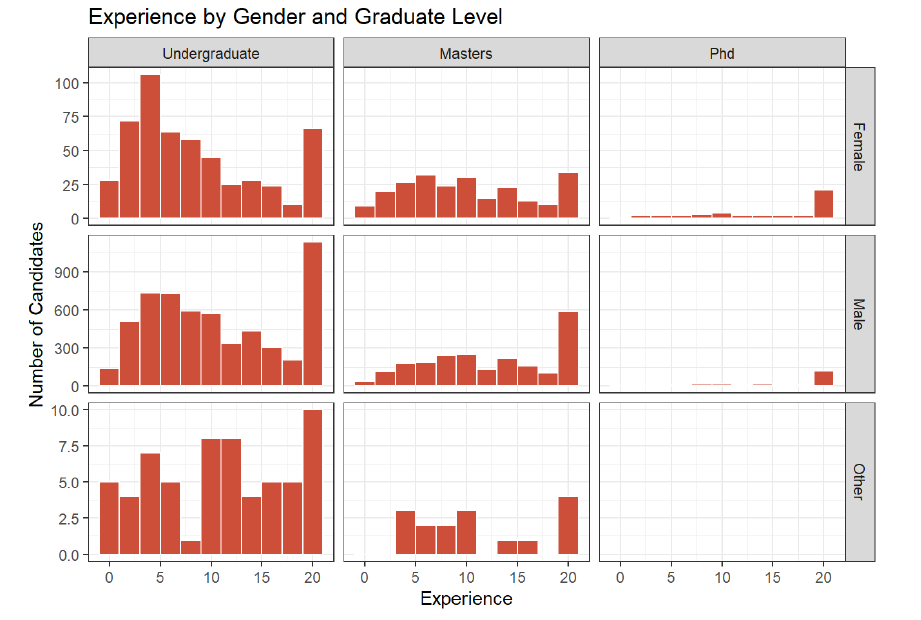 Experience by Gender and Graduate Level
Undergraduate
Masters
Phd
Number of Candidates
100
75
50
25
0
Female
900
600
300
0
Male
10.0
7.5
5.0
2.5
0.0
Other
0 5 10 15 20
0 5 10 15 20
0 5 10 15 20
Experience